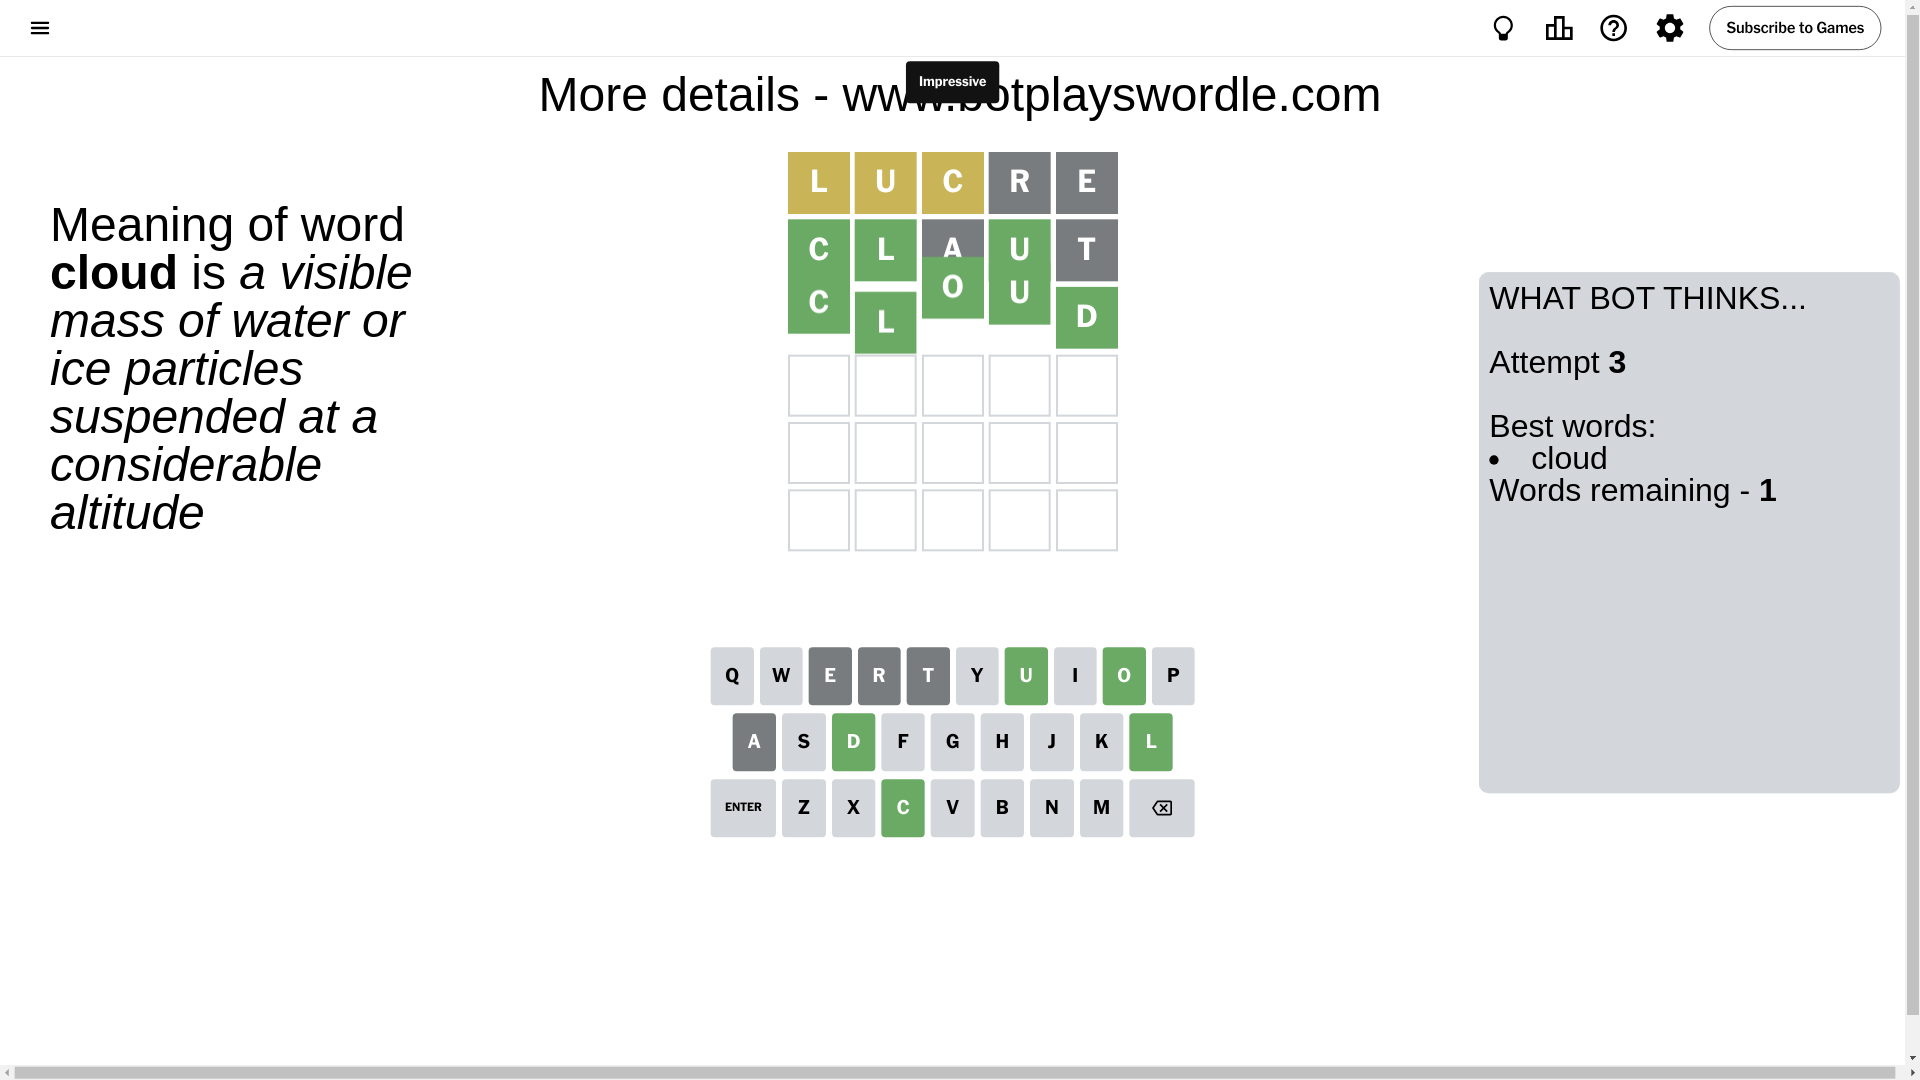 Subscribe to Games
Impressive
More details - www.botplayswordle.com
Meaning of word
cloud is a visible
mass of water or
ice particles
suspended at a
considerable
altitude
L U C R E
C L A U T
C L O U D
WHAT BOT THINKS...
Attempt 3
Best words:
• cloud
Words remaining - 1
Q W E R T Y U I O P
A S D F G H J K L
ENTER Z X C V B N M